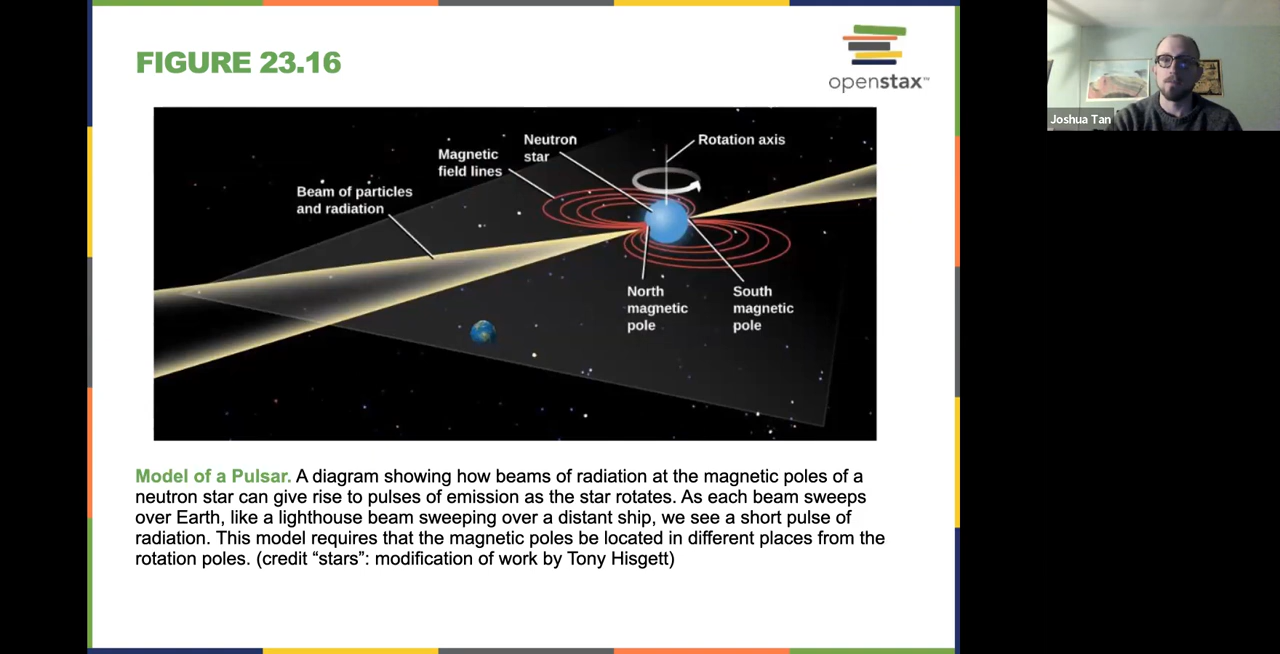 FIGURE 23.16
openstax™
Joshua Tan
Neutron
star
Rotation axis
Magnetic
field lines
Beam of particles
and radiation
North
magnetic
pole
South
magnetic
pole
Model of a Pulsar. A diagram showing how beams of radiation at the magnetic poles of a
neutron star can give rise to pulses of emission as the star rotates. As each beam sweeps
over Earth, like a lighthouse beam sweeping over a distant ship, we see a short pulse of
radiation. This model requires that the magnetic poles be located in different places from the
rotation poles. (credit “stars”: modification of work by Tony Hisgett)